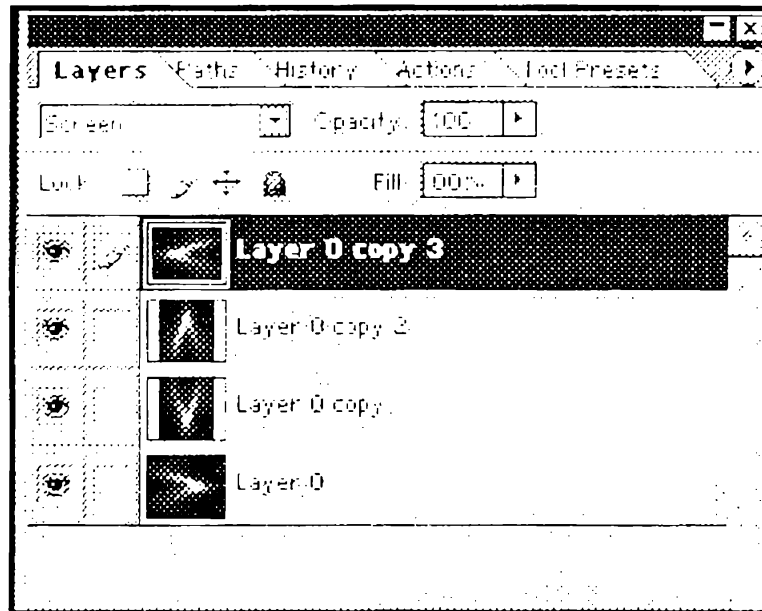 Layers Paths History Actions Tool Presets
Screen Opacity: 100
Lock Fill:
Layer 0 copy 3
Layer 0 copy 2
Layer 0 copy
Layer 0